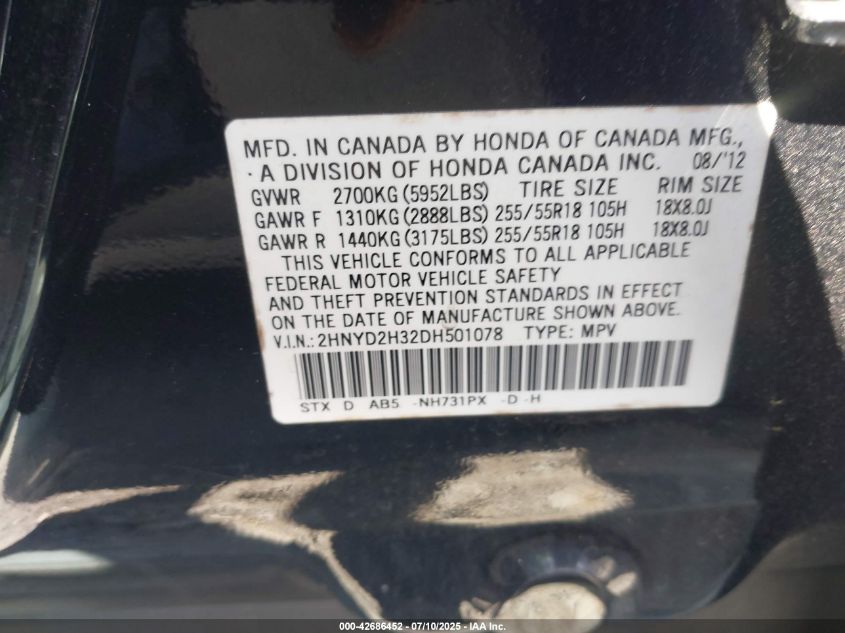 MFD. IN CANADA BY HONDA OF CANADA MFG.,
A DIVISION OF HONDA CANADA INC. 08/'12
GVWR 2700KG (5952LBS) TIRE SIZE RIM SIZE
GAWR F 1310KG (2888LBS) 255/55R18 105H 18X8.0J
GAWR R 1440KG (3175LBS) 255/55R18 105H 18X8.0J
THIS VEHICLE CONFORMS TO ALL APPLICABLE
FEDERAL MOTOR VEHICLE SAFETY
AND THEFT PREVENTION STANDARDS IN EFFECT
ON THE DATE OF MANUFACTURE SHOWN ABOVE.
V.I.N.: 2HNYD2H32DH501078 TYPE: MPV
STX D AB5 -NH731PX -D -H
000-42686452 - 07/10/2025 - IAA Inc.